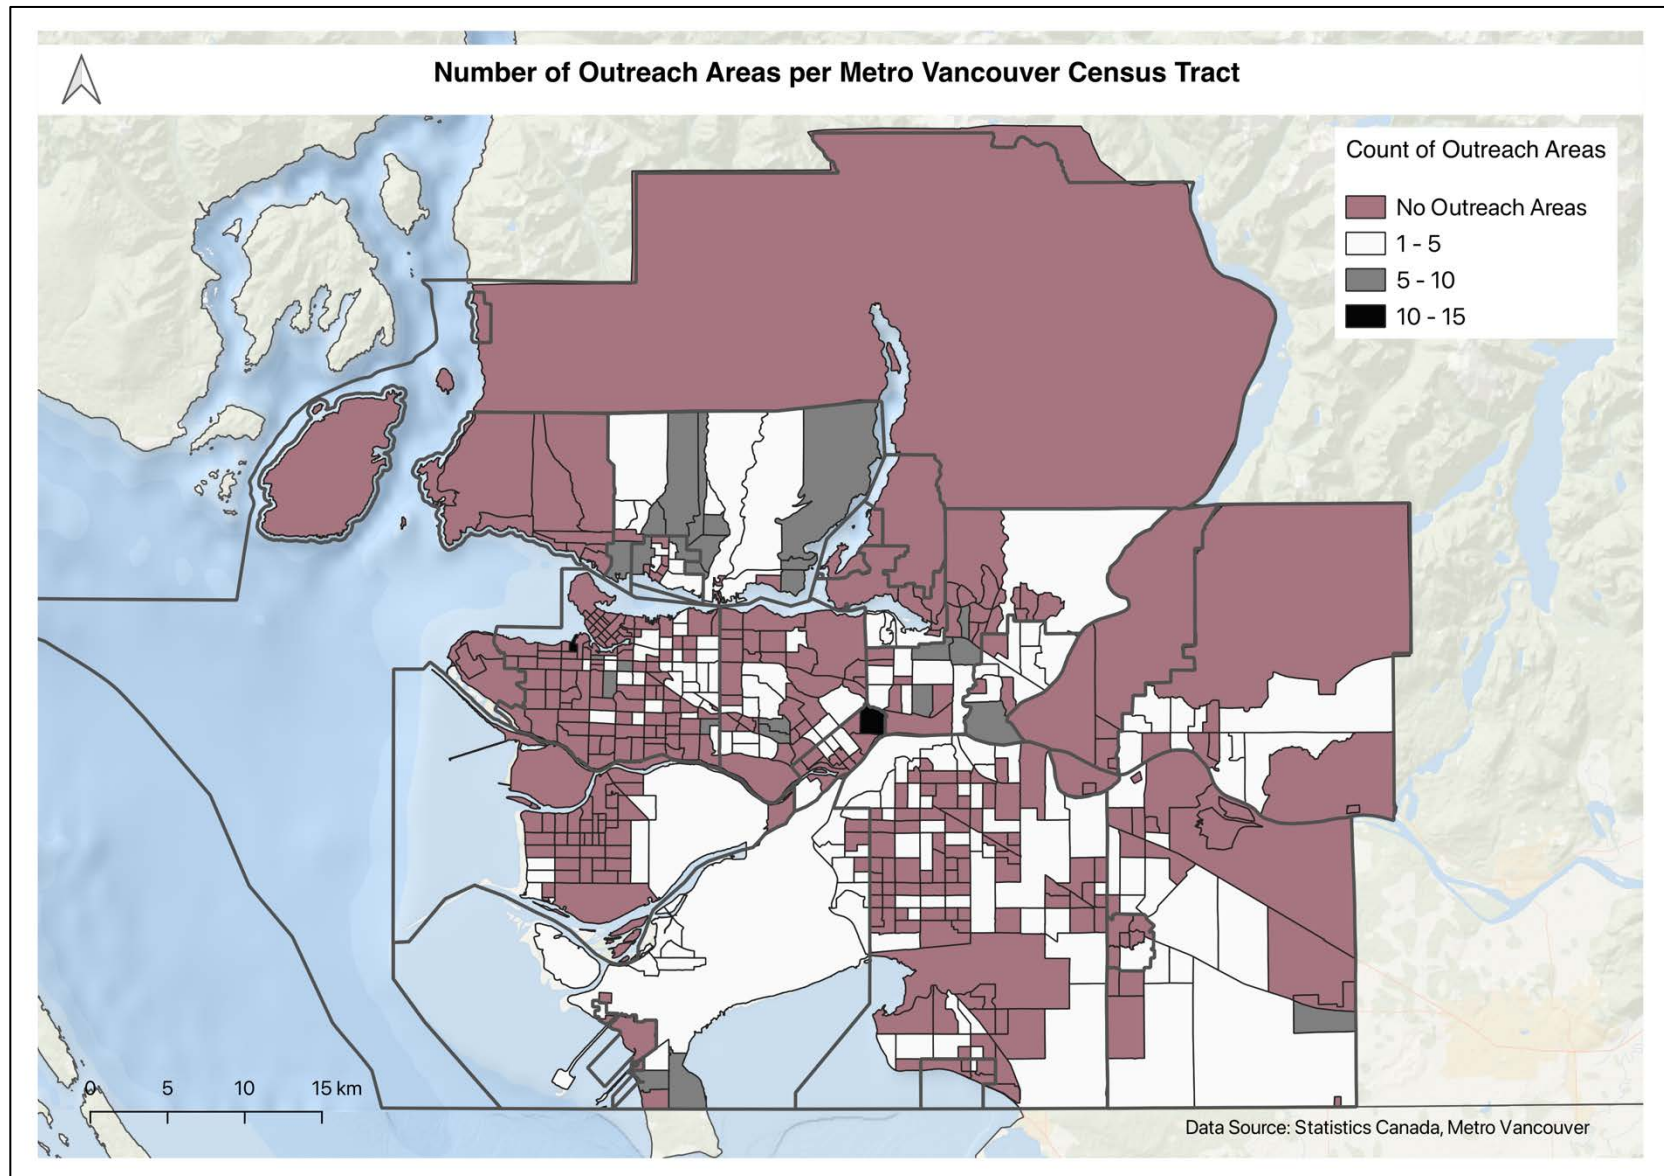 Number of Outreach Areas per Metro Vancouver Census Tract
Count of Outreach Areas
No Outreach Areas
1 - 5
5 - 10
10 - 15
0 5 10 15 km
Data Source: Statistics Canada, Metro Vancouver